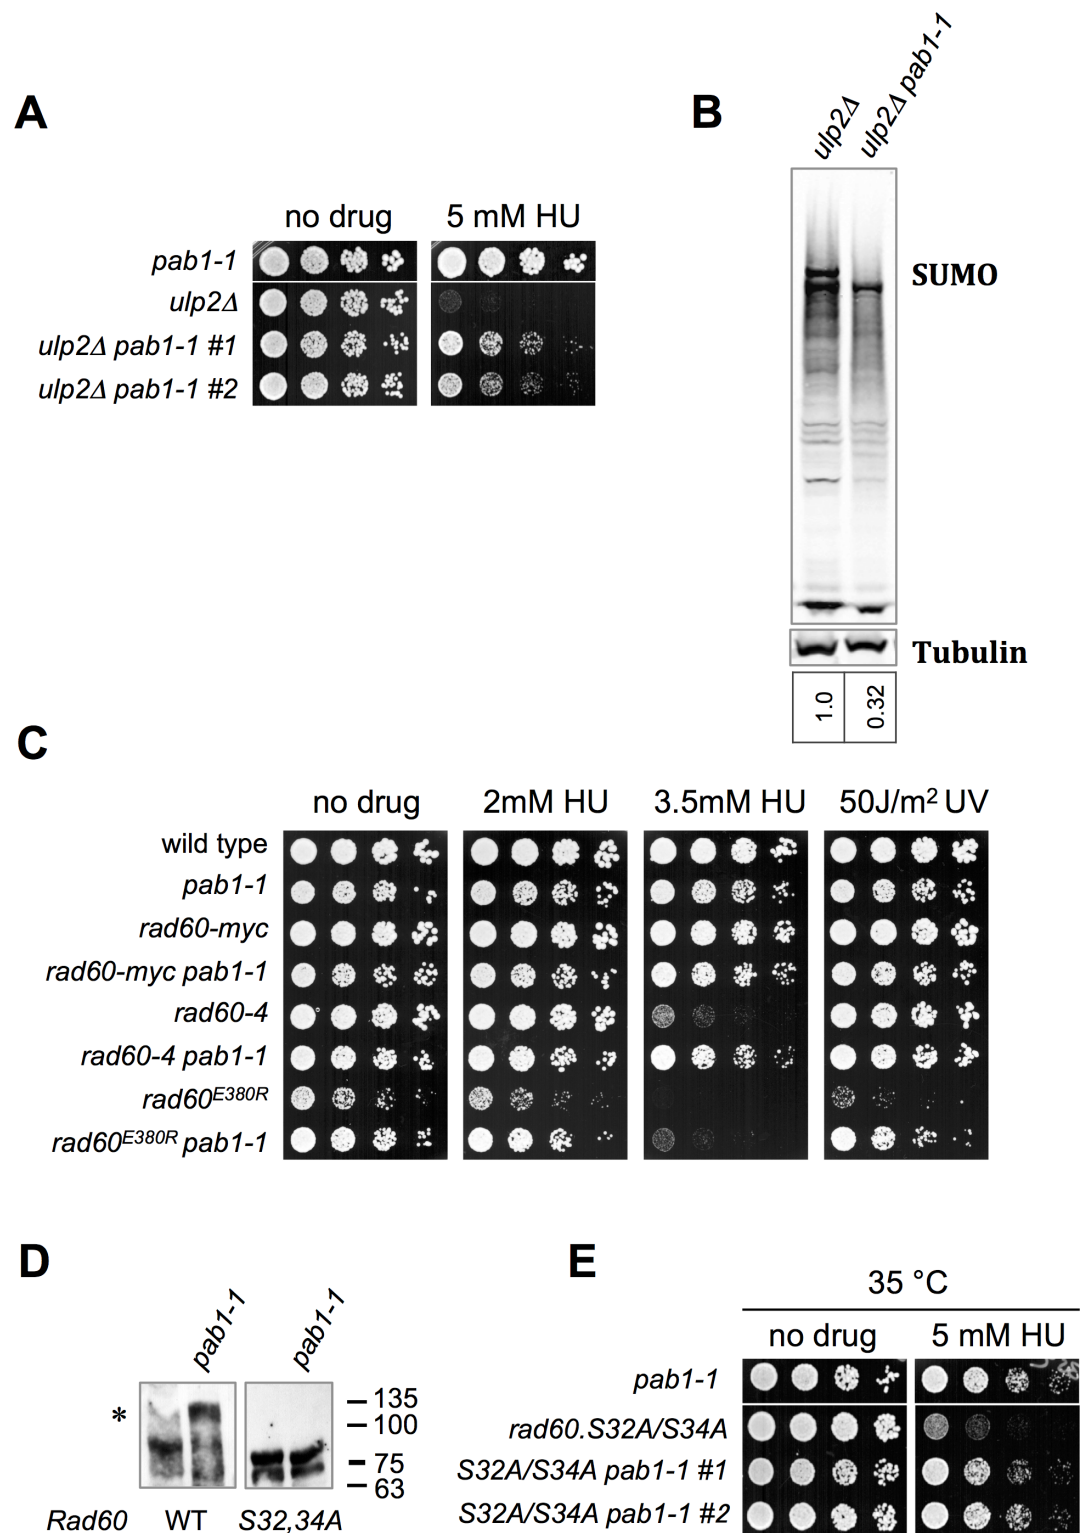 A
no drug 5 mM HU
pab1-1
ulp2Δ
ulp2Δ pab1-1 #1
ulp2Δ pab1-1 #2
B
ulp2Δ
ulp2Δ pab1-1
SUMO
Tubulin
1.0 0.32
C
no drug 2mM HU 3.5mM HU 50J/m² UV
wild type
pab1-1
rad60-myc
rad60-myc pab1-1
rad60-4
rad60-4 pab1-1
rad60E380R
rad60E380R pab1-1
D
pab1-1 pab1-1
*
135
100
75
63
Rad60 WT S32,34A
E
35 °C
no drug 5 mM HU
pab1-1
rad60.S32A/S34A
S32A/S34A pab1-1 #1
S32A/S34A pab1-1 #2